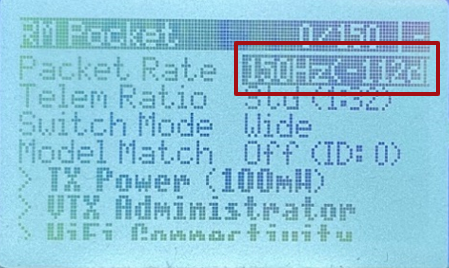 RM Pocket 0/150 -
Packet Rate 150Hz(-112d
Telem Ratio Std (1:32)
Switch Mode Wide
Model Match Off (ID: 0)
> TX Power (100mW)
> VTX Administrator
> WiFi Connectivity